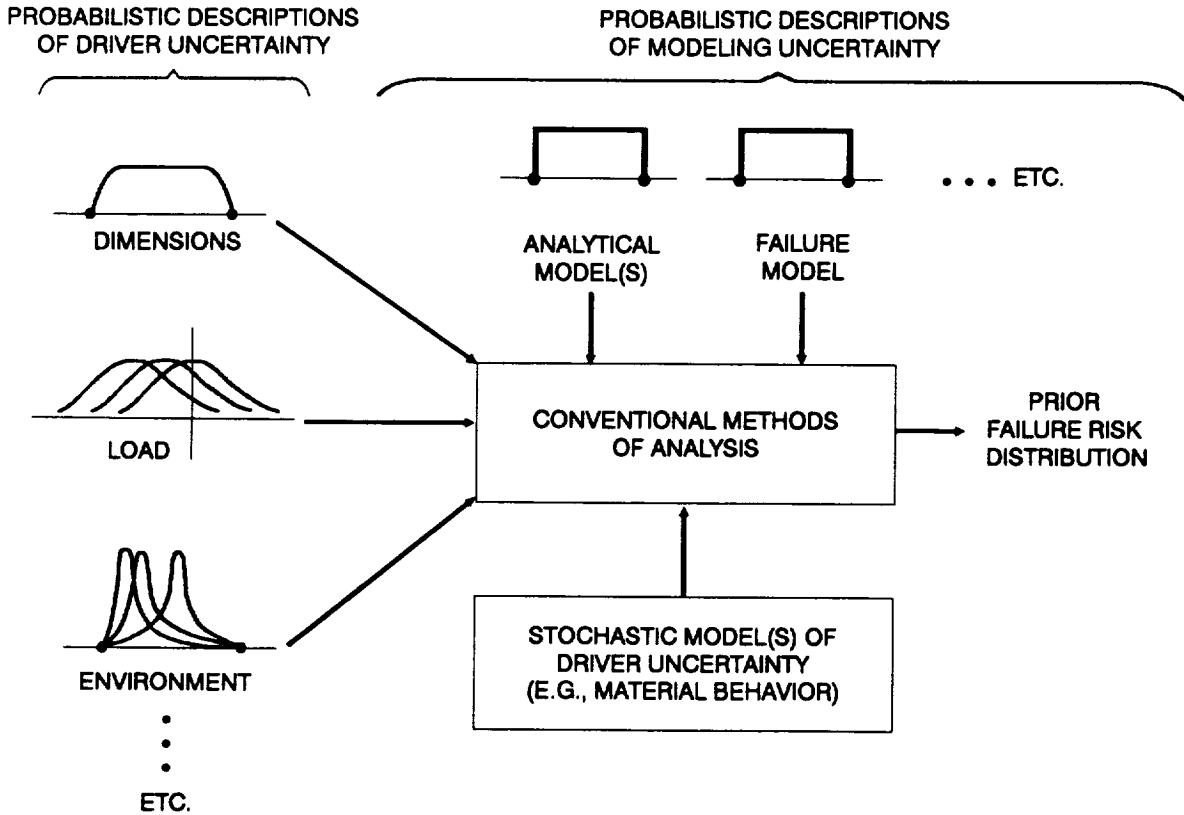 PROBABILISTIC DESCRIPTIONS
OF DRIVER UNCERTAINTY
PROBABILISTIC DESCRIPTIONS
OF MODELING UNCERTAINTY
DIMENSIONS
LOAD
ENVIRONMENT
ETC.
ANALYTICAL
MODEL(S)
FAILURE
MODEL
• • • ETC.
CONVENTIONAL METHODS
OF ANALYSIS
PRIOR
FAILURE RISK
DISTRIBUTION
STOCHASTIC MODEL(S) OF
DRIVER UNCERTAINTY
(E.G., MATERIAL BEHAVIOR)